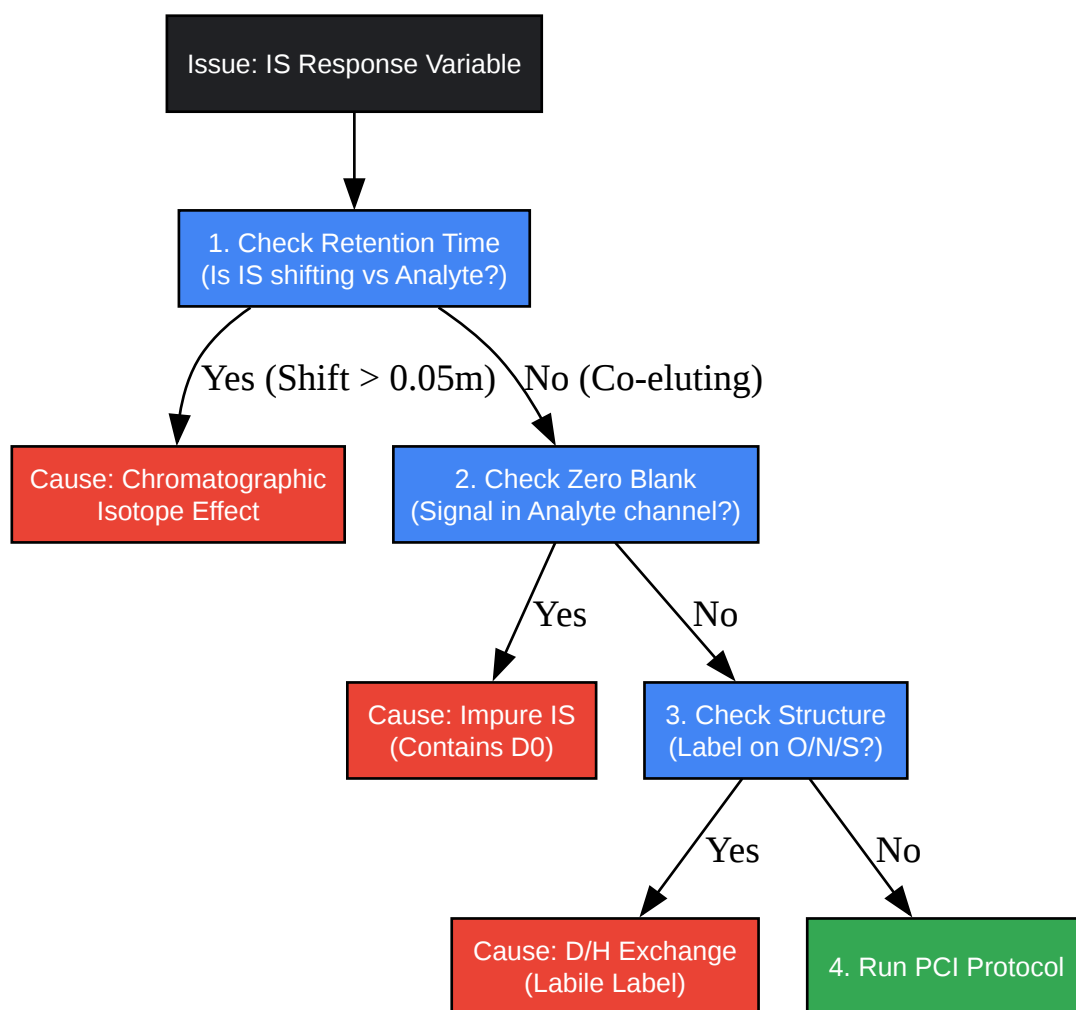 Issue: IS Response Variable
1. Check Retention Time
(Is IS shifting vs Analyte?)
Yes (Shift > 0.05m)
No (Co-eluting)
Cause: Chromatographic
Isotope Effect
2. Check Zero Blank
(Signal in Analyte channel?)
Yes
No
Cause: Impure IS
(Contains D0)
3. Check Structure
(Label on O/N/S?)
Yes
No
Cause: D/H Exchange
(Labile Label)
4. Run PCI Protocol